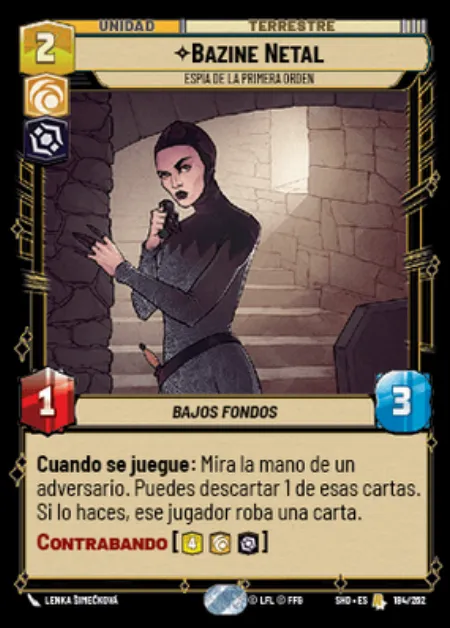 UNIDAD
TERRESTRE
2
BAZINE NETAL
ESPÍA DE LA PRIMERA ORDEN
1
BAJOS FONDOS
3
Cuando se juegue: Mira la mano de un
adversario. Puedes descartar 1 de esas cartas.
Si lo haces, ese jugador roba una carta.
CONTRABANDO [4]
LENKA ŠIMEČKOVÁ
© LFL © FFG
SHD • ES
184/262